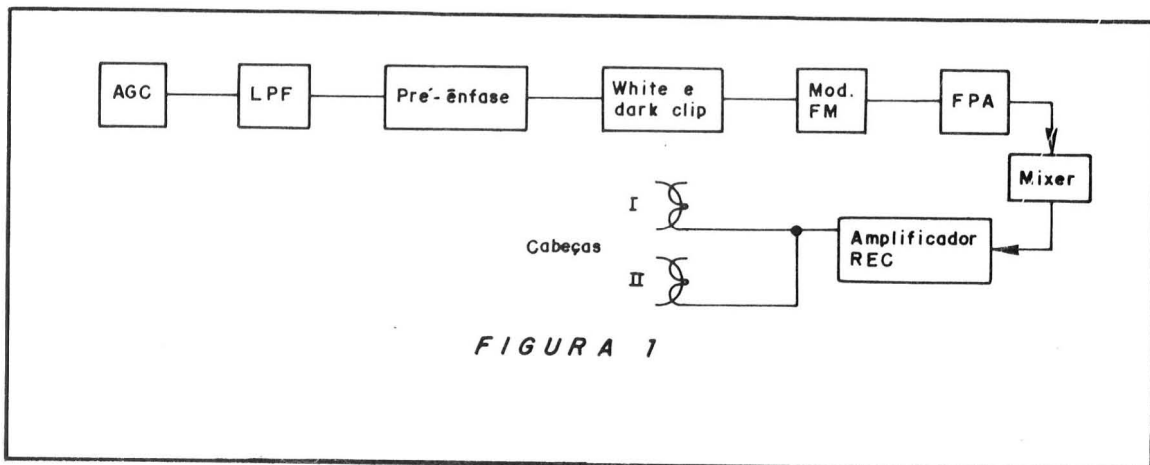 AGC
LPF
Pré-ênfase
White e
dark clip
Mod.
FM
FPA
Mixer
Amplificador
REC
I
Cabeças
II
FIGURA 1